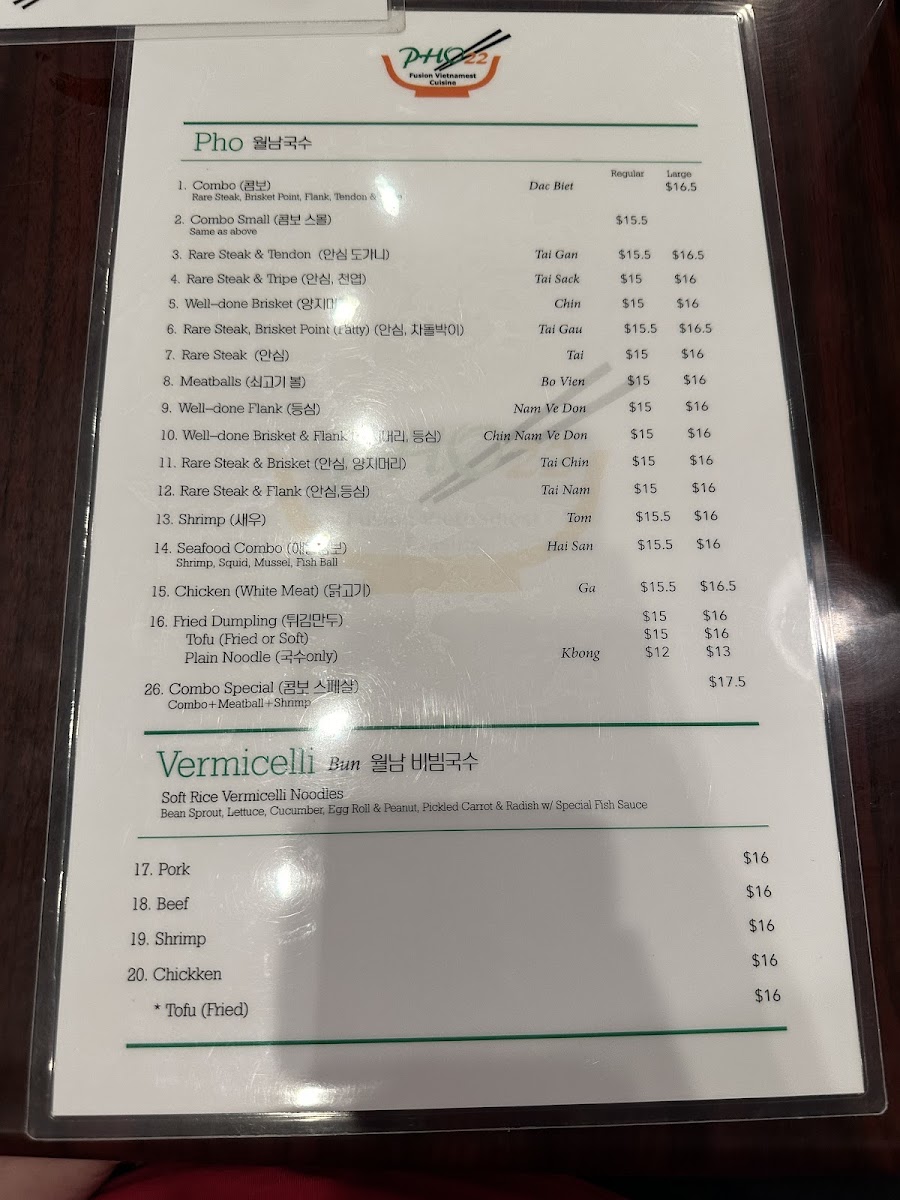 PHO 22
Fusion Vietnamest
Cuisine
Pho 월남국수
Regular Large
1. Combo (콤보) Dac Biet $16.5
Rare Steak, Brisket Point, Flank, Tendon &
2. Combo Small (콤보 스몰) $15.5
Same as above
3. Rare Steak & Tendon (안심 도가니) Tai Gan $15.5 $16.5
4. Rare Steak & Tripe (안심, 천엽) Tai Sack $15 $16
5. Well-done Brisket Chin $15 $16
6. Rare Steak, Brisket Point (Fatty) (안심, 차돌박이) Tai Gau $15.5 $16.5
7. Rare Steak (안심) Tai $15 $16
8. Meatballs (쇠고기 볼) Bo Vien $15 $16
9. Well-done Flank (등심) Nam Ve Don $15 $16
10. Well-done Brisket & Flank 등심) Chin Nam Ve Don $15 $16
11. Rare Steak & Brisket (안심, 양지머리) Tai Chin $15 $16
12. Rare Steak & Flank (안심,등심) Tai Nam $15 $16
13. Shrimp (새우) Tom $15.5 $16
14. Seafood Combo Hai San $15.5 $16
Shrimp, Squid, Mussel, Fish Ball
15. Chicken (White Meat) (닭고기) Ga $15.5 $16.5
16. Fried Dumpling (튀김만두) $15 $16
Tofu (Fried or Soft) $15 $16
Plain Noodle (국수only) Kbong $12 $13
26. Combo Special (콤보 스페샬) $17.5
Combo+Meatball+Shrimp
Vermicelli Bun 월남 비빔국수
Soft Rice Vermicelli Noodles
Bean Sprout, Lettuce, Cucumber, Egg Roll & Peanut, Pickled Carrot & Radish w/ Special Fish Sauce
17. Pork $16
18. Beef $16
19. Shrimp $16
20. Chickken $16
* Tofu (Fried) $16